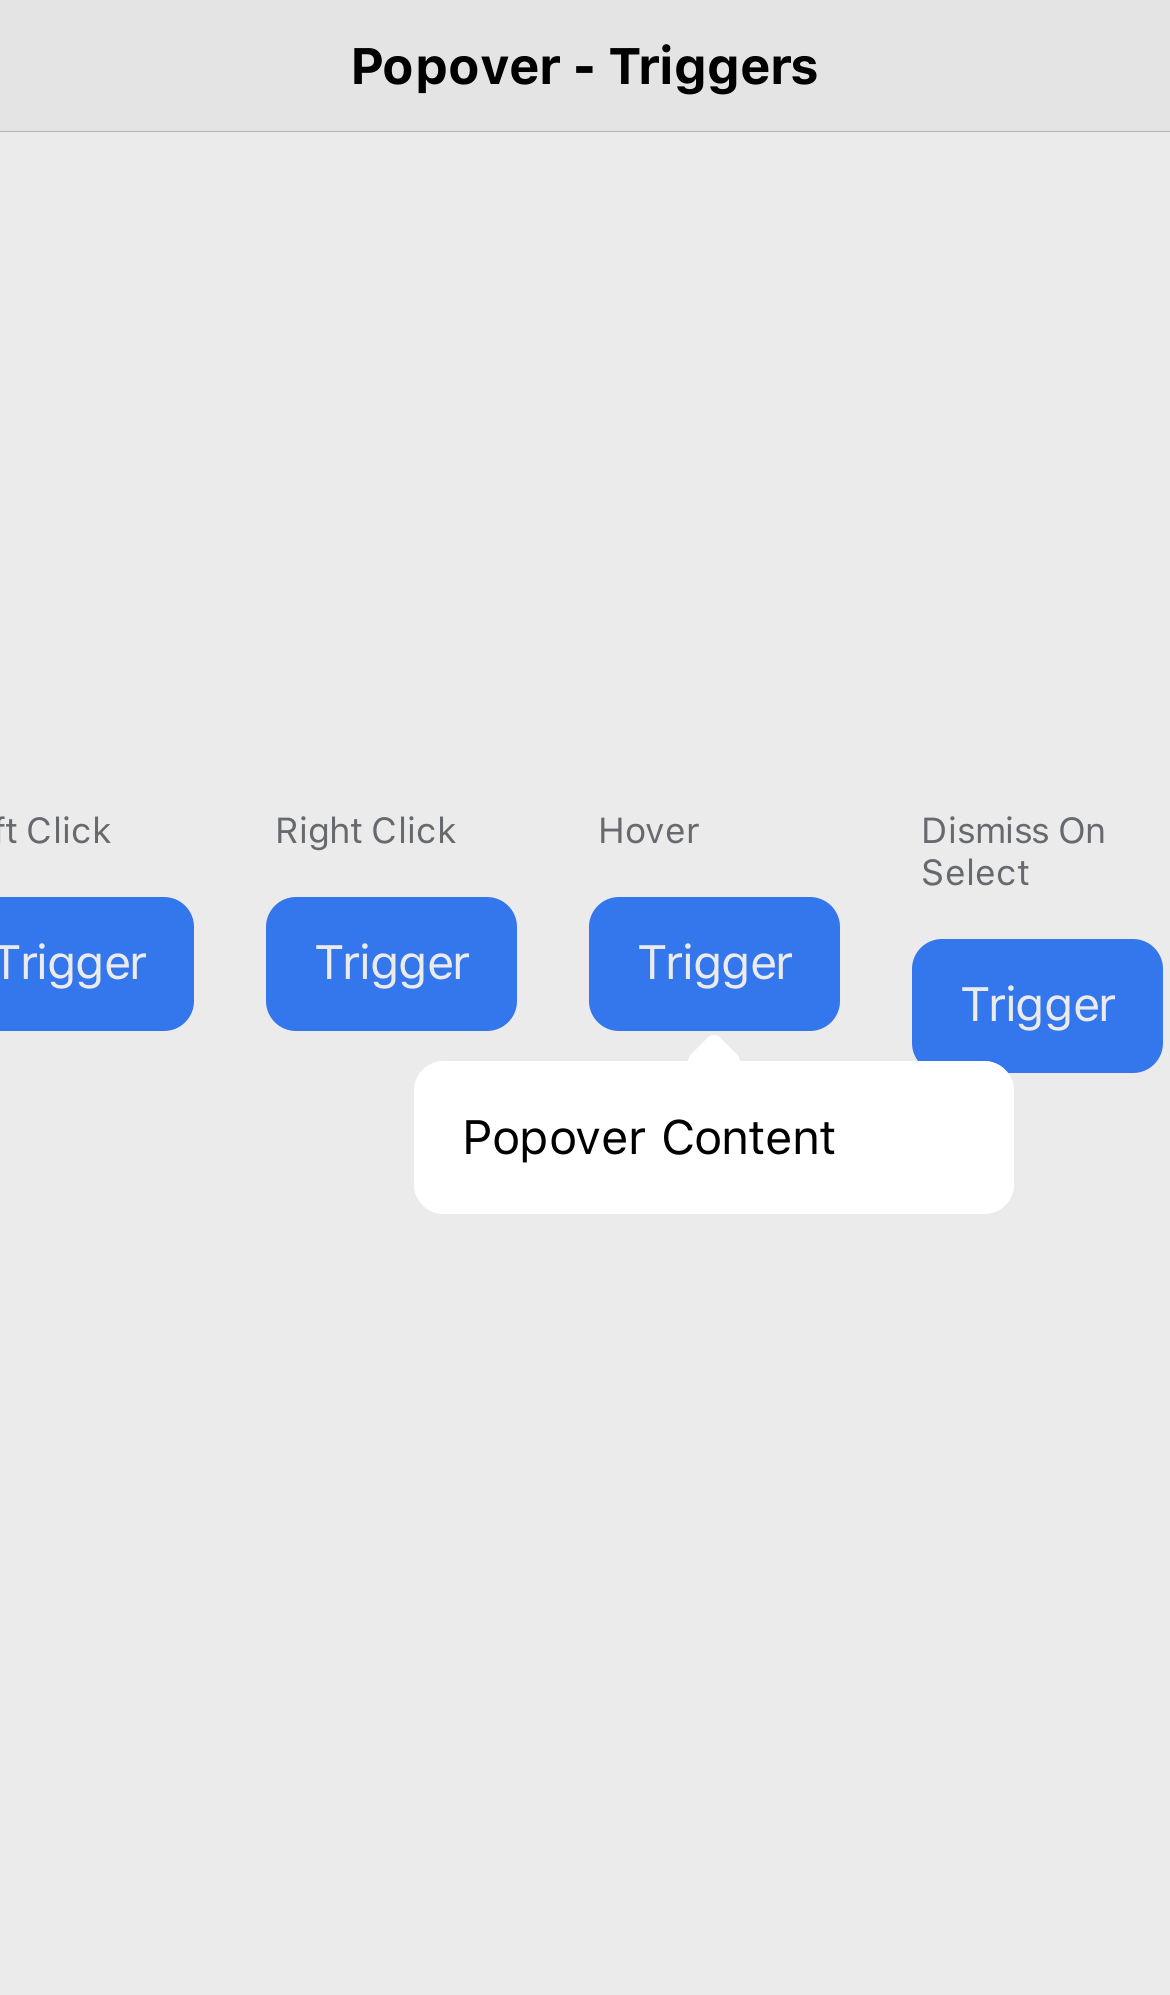 Popover - Triggers
ft Click
Right Click
Hover
Dismiss On
Select
Trigger
Trigger
Trigger
Trigger
Popover Content